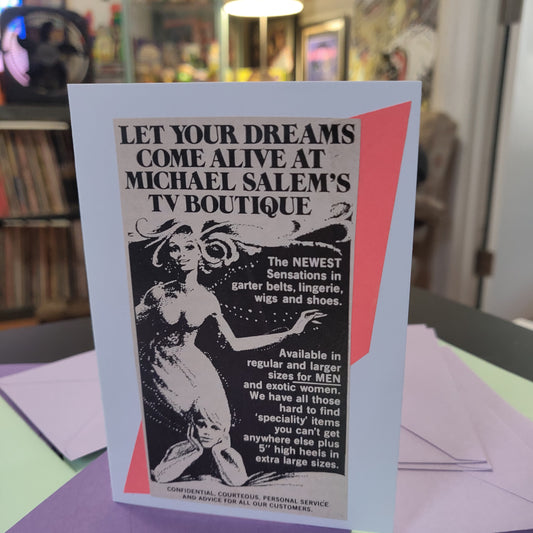 LET YOUR DREAMS
COME ALIVE AT
MICHAEL SALEM'S
TV BOUTIQUE
The NEWEST
Sensations in
garter belts, lingerie,
wigs and shoes.
Available in
regular and larger
sizes for MEN
and exotic women.
We have all those
hard to find
'speciality' items
you can't get
anywhere else plus
5" high heels in
extra large sizes.
CONFIDENTIAL, COURTEOUS, PERSONAL SERVICE
AND ADVICE FOR ALL OUR CUSTOMERS.